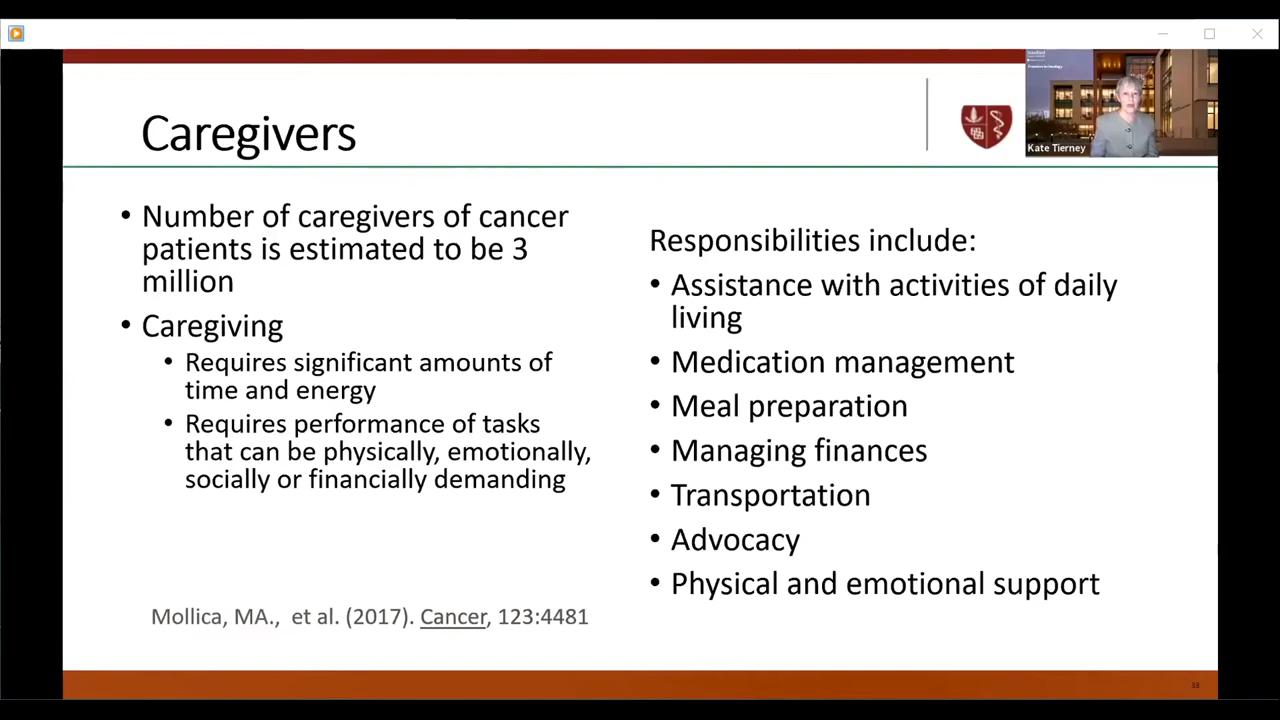 Caregivers
Kate Tierney
• Number of caregivers of cancer
patients is estimated to be 3
million
• Caregiving
• Requires significant amounts of
time and energy
• Requires performance of tasks
that can be physically, emotionally,
socially or financially demanding
Mollica, MA., et al. (2017). Cancer, 123:4481
Responsibilities include:
• Assistance with activities of daily
living
• Medication management
• Meal preparation
• Managing finances
• Transportation
• Advocacy
• Physical and emotional support
33